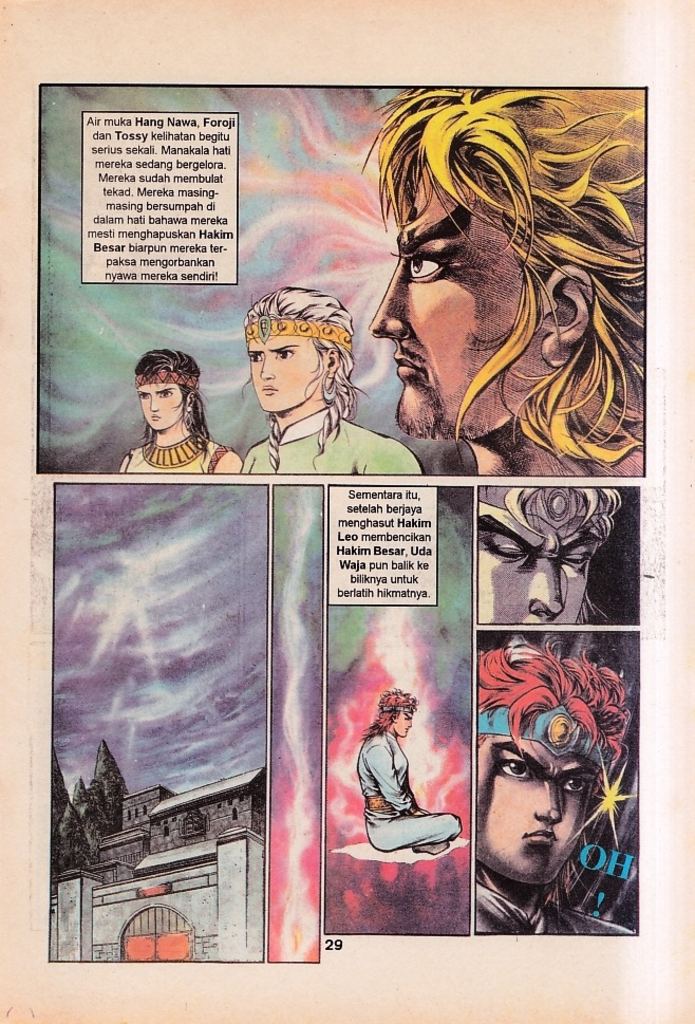 Air muka Hang Nawa, Foroji
dan Tossy kelihatan begitu
serius sekali. Manakala hati
mereka sedang bergelora.
Mereka sudah membulat
tekad. Mereka masing-
masing bersumpah di
dalam hati bahawa mereka
mesti menghapuskan Hakim
Besar biarpun mereka ter-
paksa mengorbankan
nyawa mereka sendiri!
Sementara itu,
setelah berjaya
menghasut Hakim
Leo membencikan
Hakim Besar, Uda
Waja pun balik ke
biliknya untuk
berlatih hikmatnya.
OH
!
29